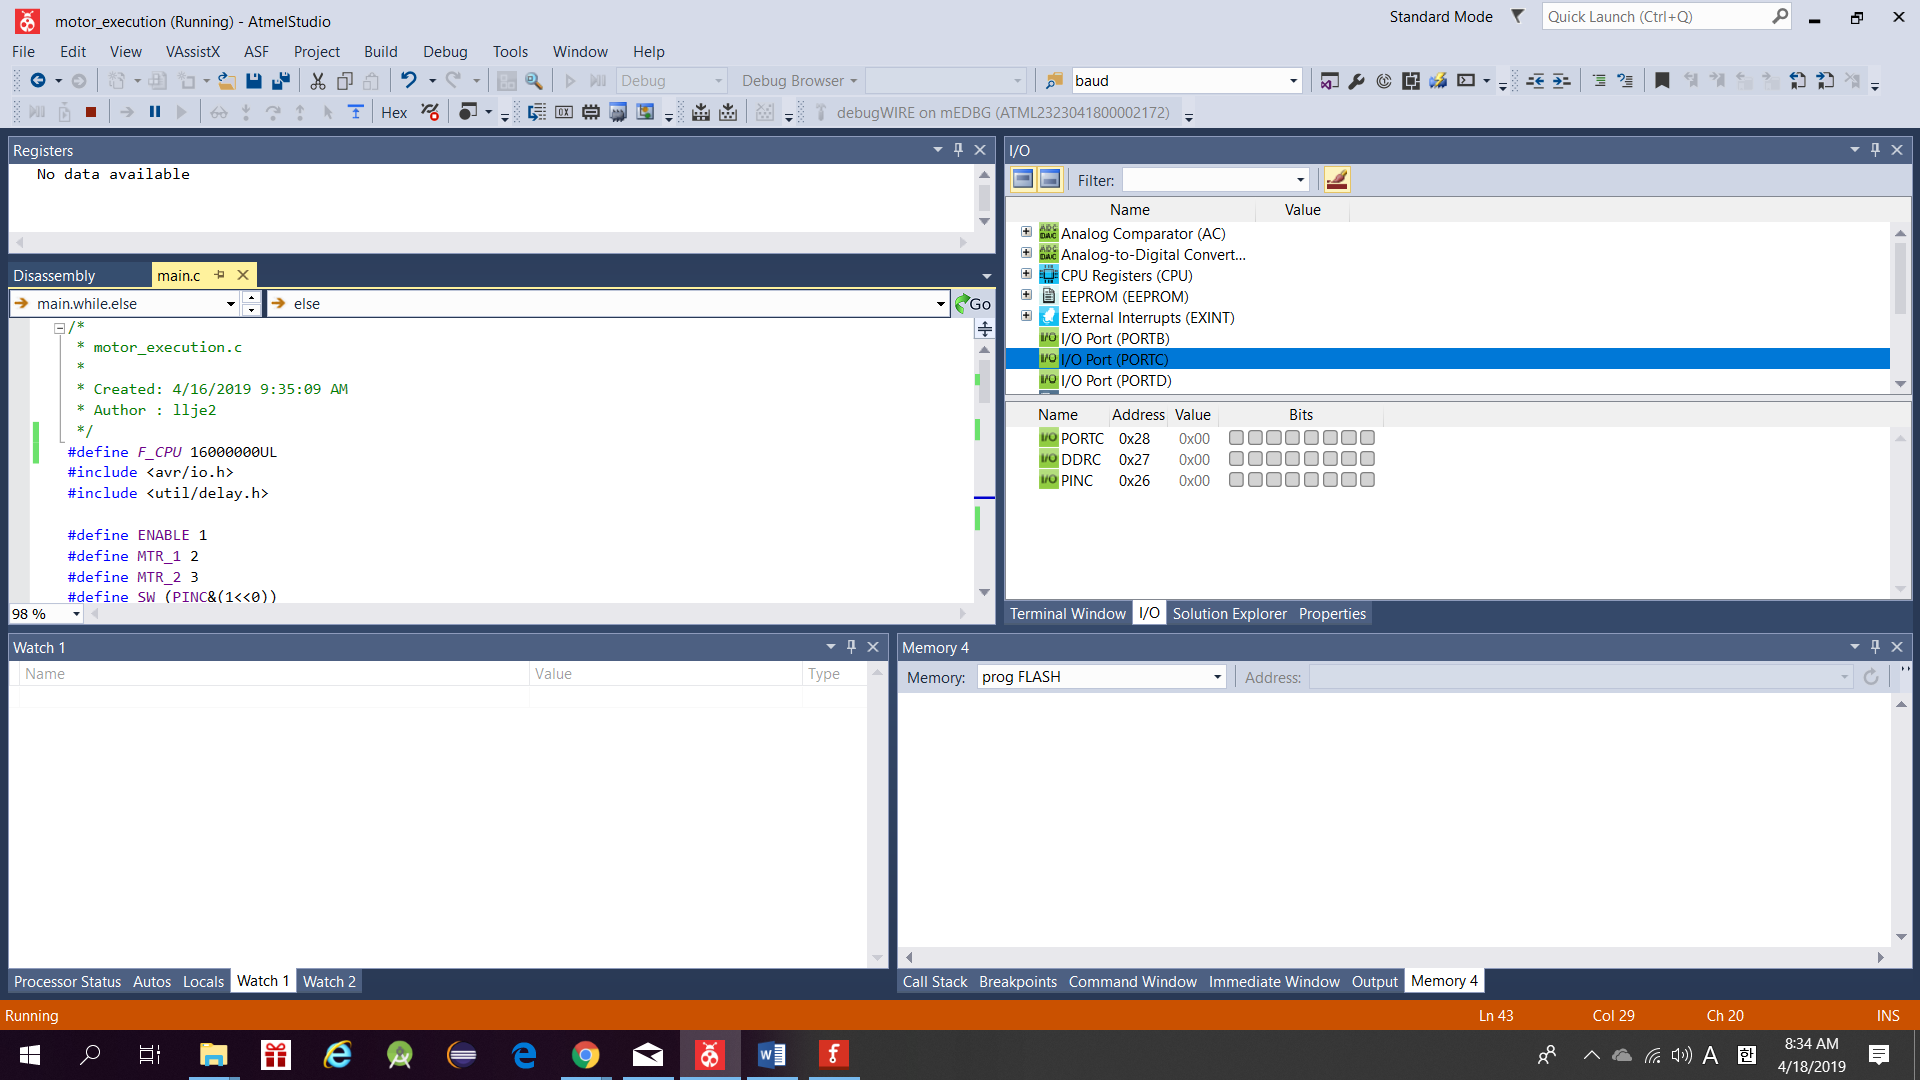 motor_execution (Running) - AtmelStudio
Standard Mode
Quick Launch (Ctrl+Q)
File Edit View VAssistX ASF Project Build Debug Tools Window Help
Debug
Debug Browser
baud
Hex
debugWIRE on mEDBG (ATML2323041800002172)
Registers
No data available
Disassembly
main.c
main.while.else
else
Go
/*
* motor_execution.c
*
* Created: 4/16/2019 9:35:09 AM
* Author : llje2
*/
#define F_CPU 16000000UL
#include <avr/io.h>
#include <util/delay.h>
#define ENABLE 1
#define MTR_1 2
#define MTR_2 3
#define SW (PINC&(1<<0))
98 %
I/O
Filter:
Name Value
Analog Comparator (AC)
Analog-to-Digital Convert...
CPU Registers (CPU)
EEPROM (EEPROM)
External Interrupts (EXINT)
I/O Port (PORTB)
I/O Port (PORTC)
I/O Port (PORTD)
Name Address Value Bits
PORTC 0x28 0x00
DDRC 0x27 0x00
PINC 0x26 0x00
Terminal Window I/O Solution Explorer Properties
Watch 1
Name Value Type
Processor Status Autos Locals Watch 1 Watch 2
Memory 4
Memory: prog FLASH Address:
Call Stack Breakpoints Command Window Immediate Window Output Memory 4
Running
Ln 43 Col 29 Ch 20 INS
A
한
8:34 AM
4/18/2019